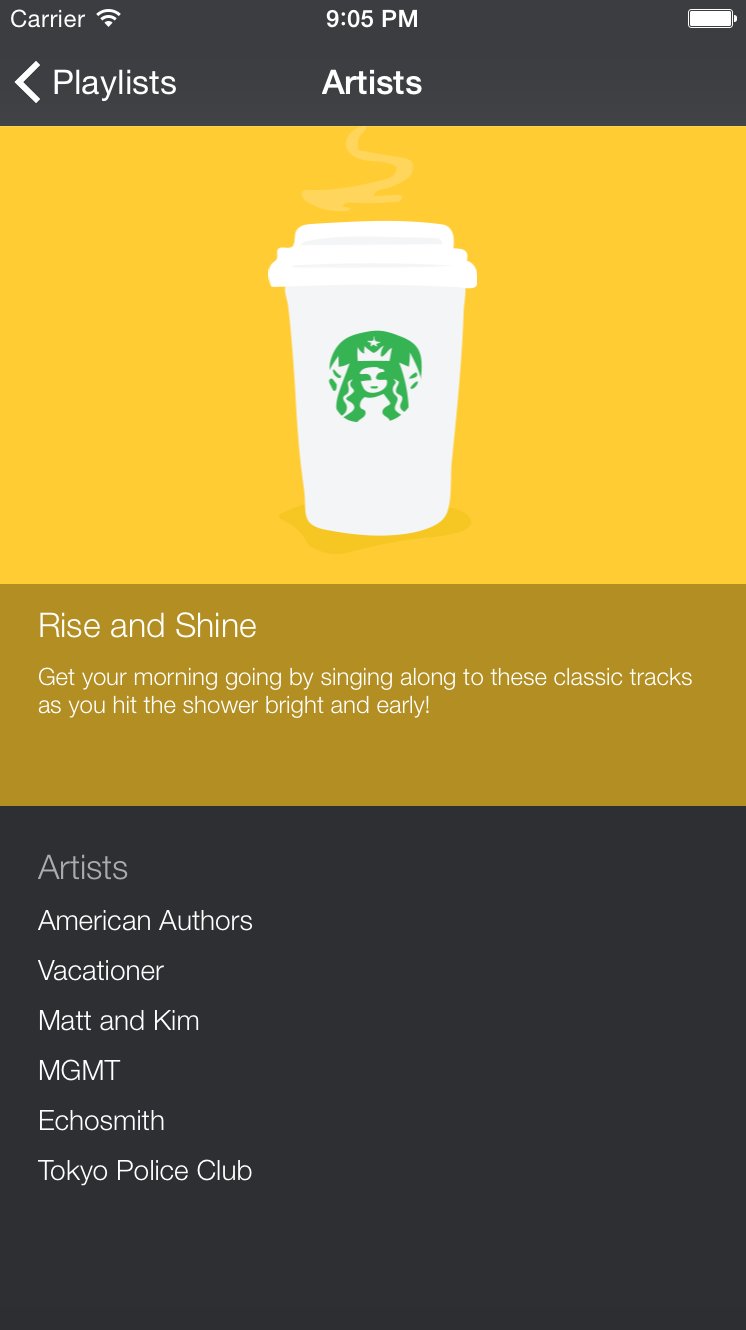 Carrier 9:05 PM
Playlists Artists
Rise and Shine
Get your morning going by singing along to these classic tracks
as you hit the shower bright and early!
Artists
American Authors
Vacationer
Matt and Kim
MGMT
Echosmith
Tokyo Police Club